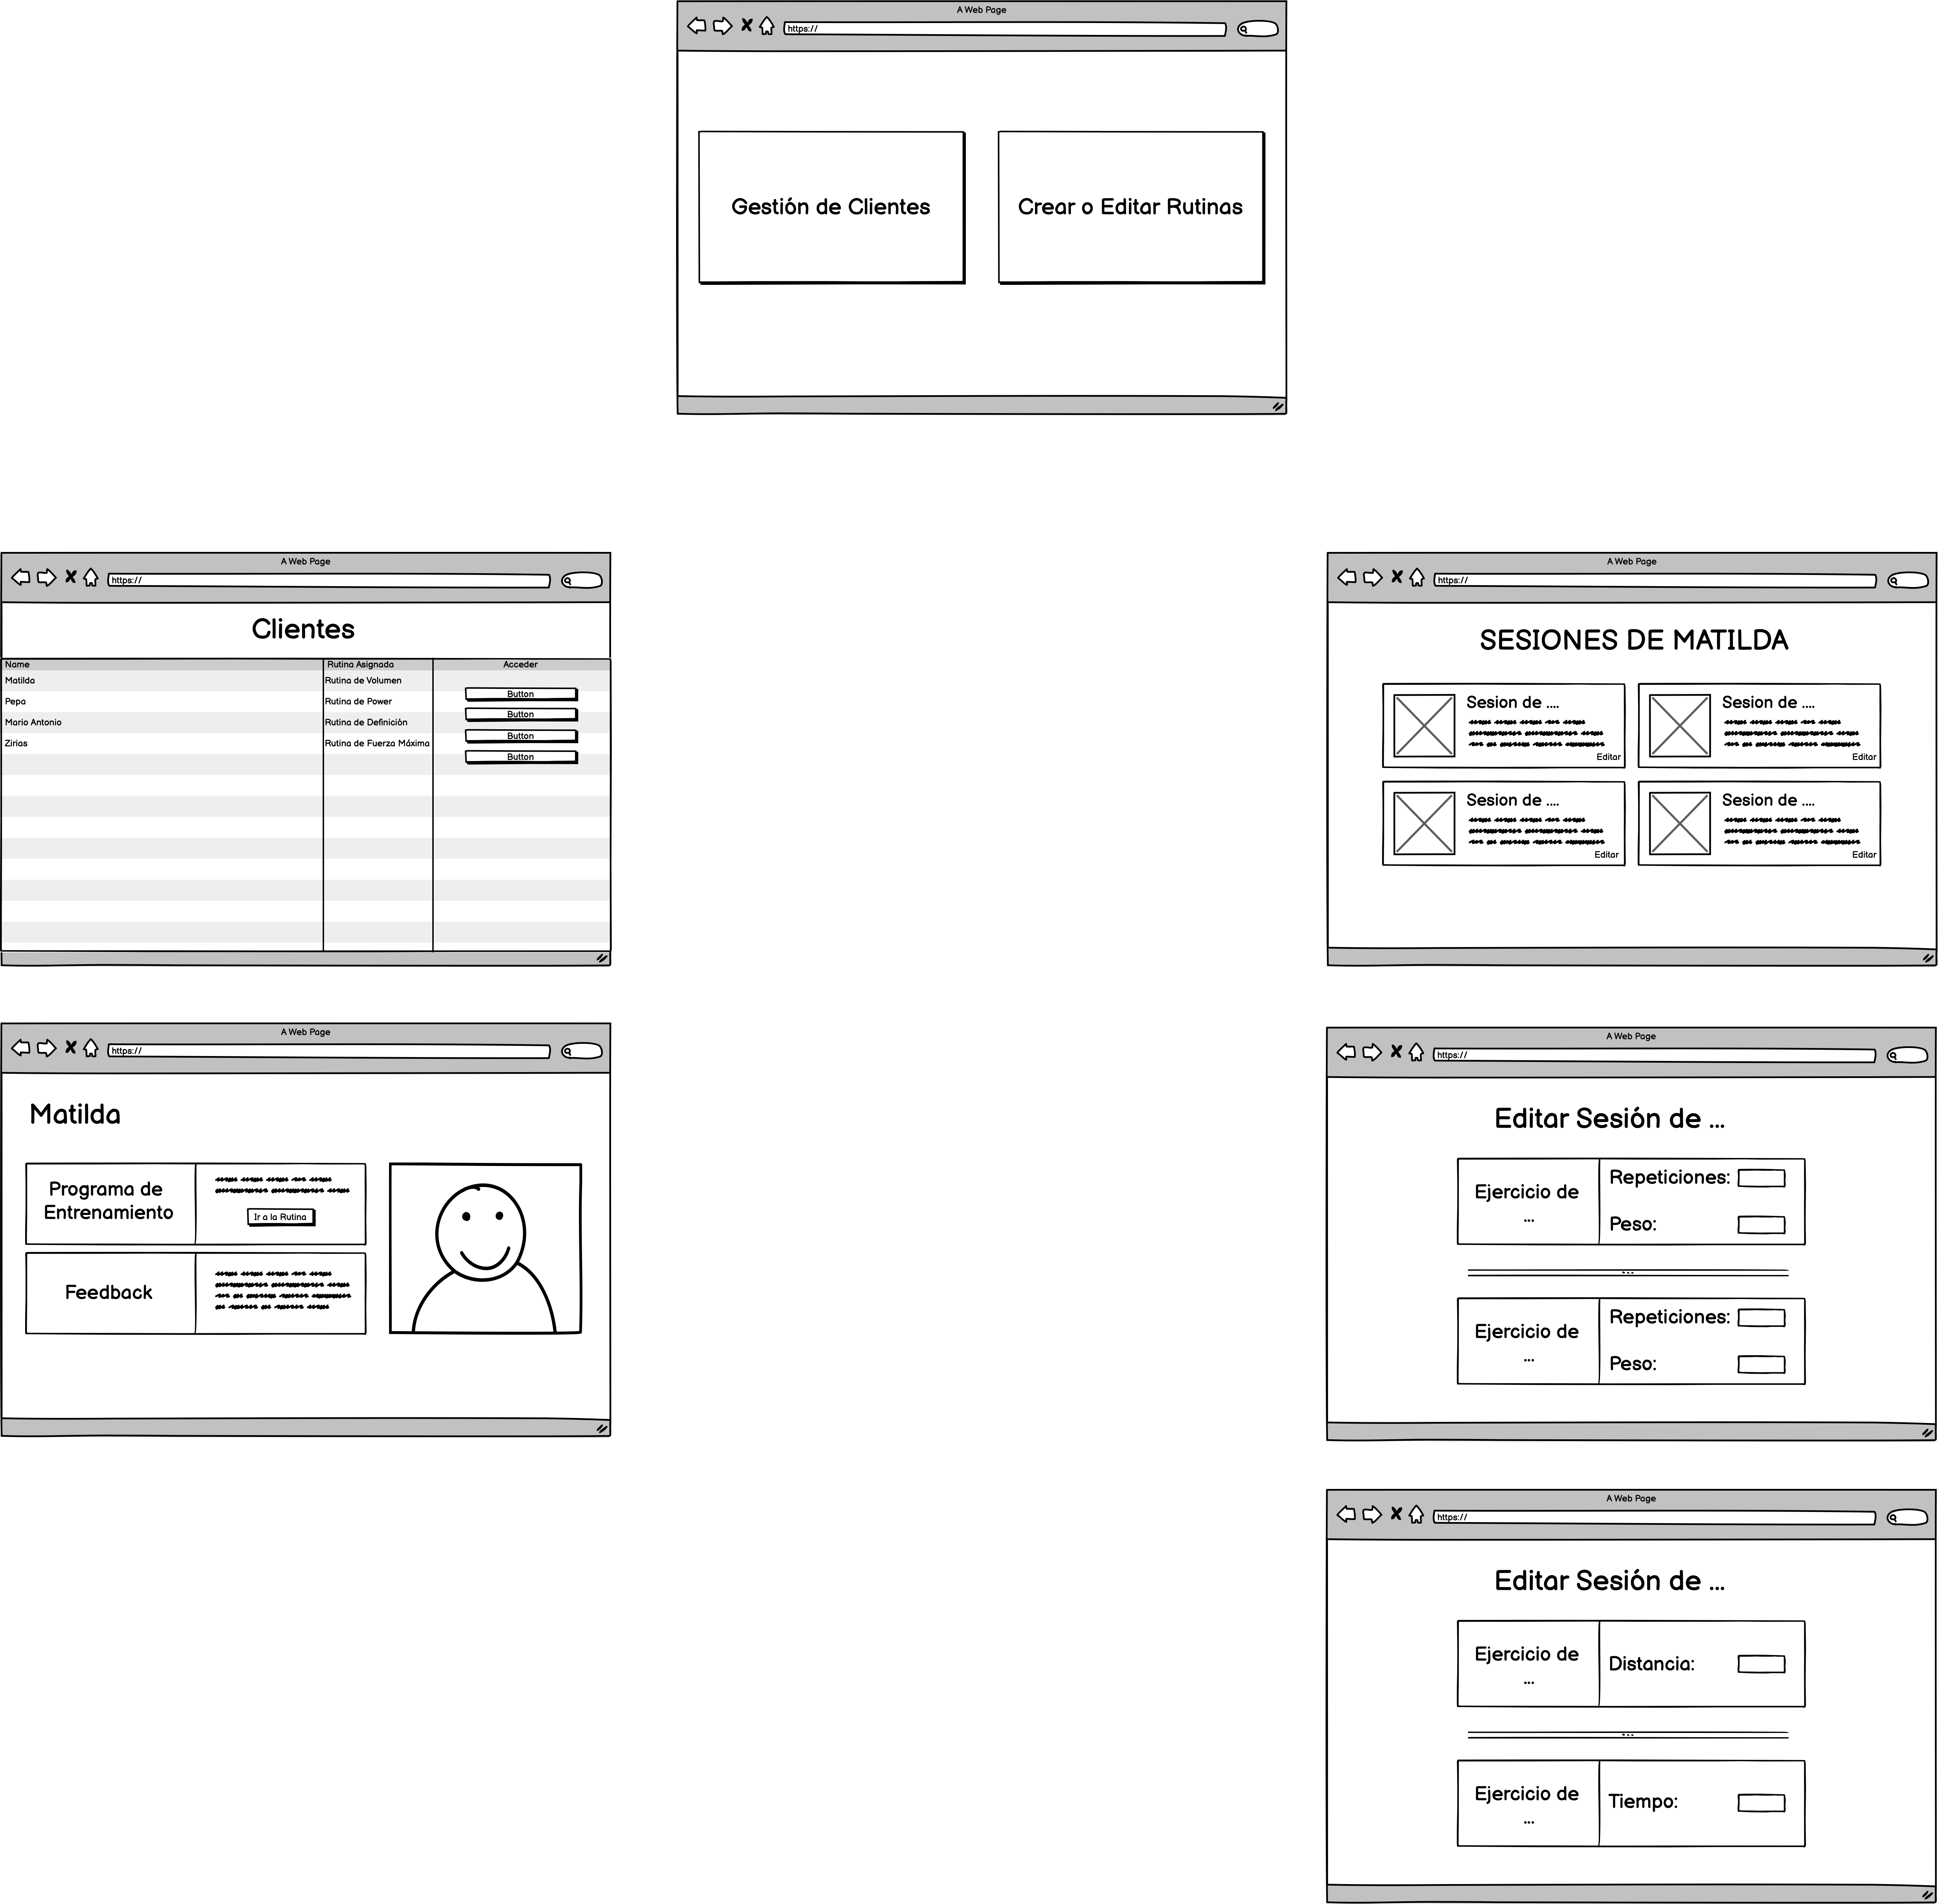 A Web Page
https://
Gestión de Clientes
Crear o Editar Rutinas
A Web Page
https://
Clientes
Name Rutina Asignada Acceder
Matilda Rutina de Volumen
Button
Pepa Rutina de Power
Button
Mario Antonio Rutina de Definición
Button
Zirias Rutina de Fuerza Máxima
Button
A Web Page
https://
SESIONES DE MATILDA
Sesion de ....
Editar
Sesion de ....
Editar
Sesion de ....
Editar
Sesion de ....
Editar
A Web Page
https://
Matilda
Programa de
Entrenamiento
Ir a la Rutina
Feedback
A Web Page
https://
Editar Sesión de ...
Ejercicio de
...
Repeticiones:
Peso:
...
Ejercicio de
...
Repeticiones:
Peso:
A Web Page
https://
Editar Sesión de ...
Ejercicio de
...
Distancia:
...
Ejercicio de
...
Tiempo: